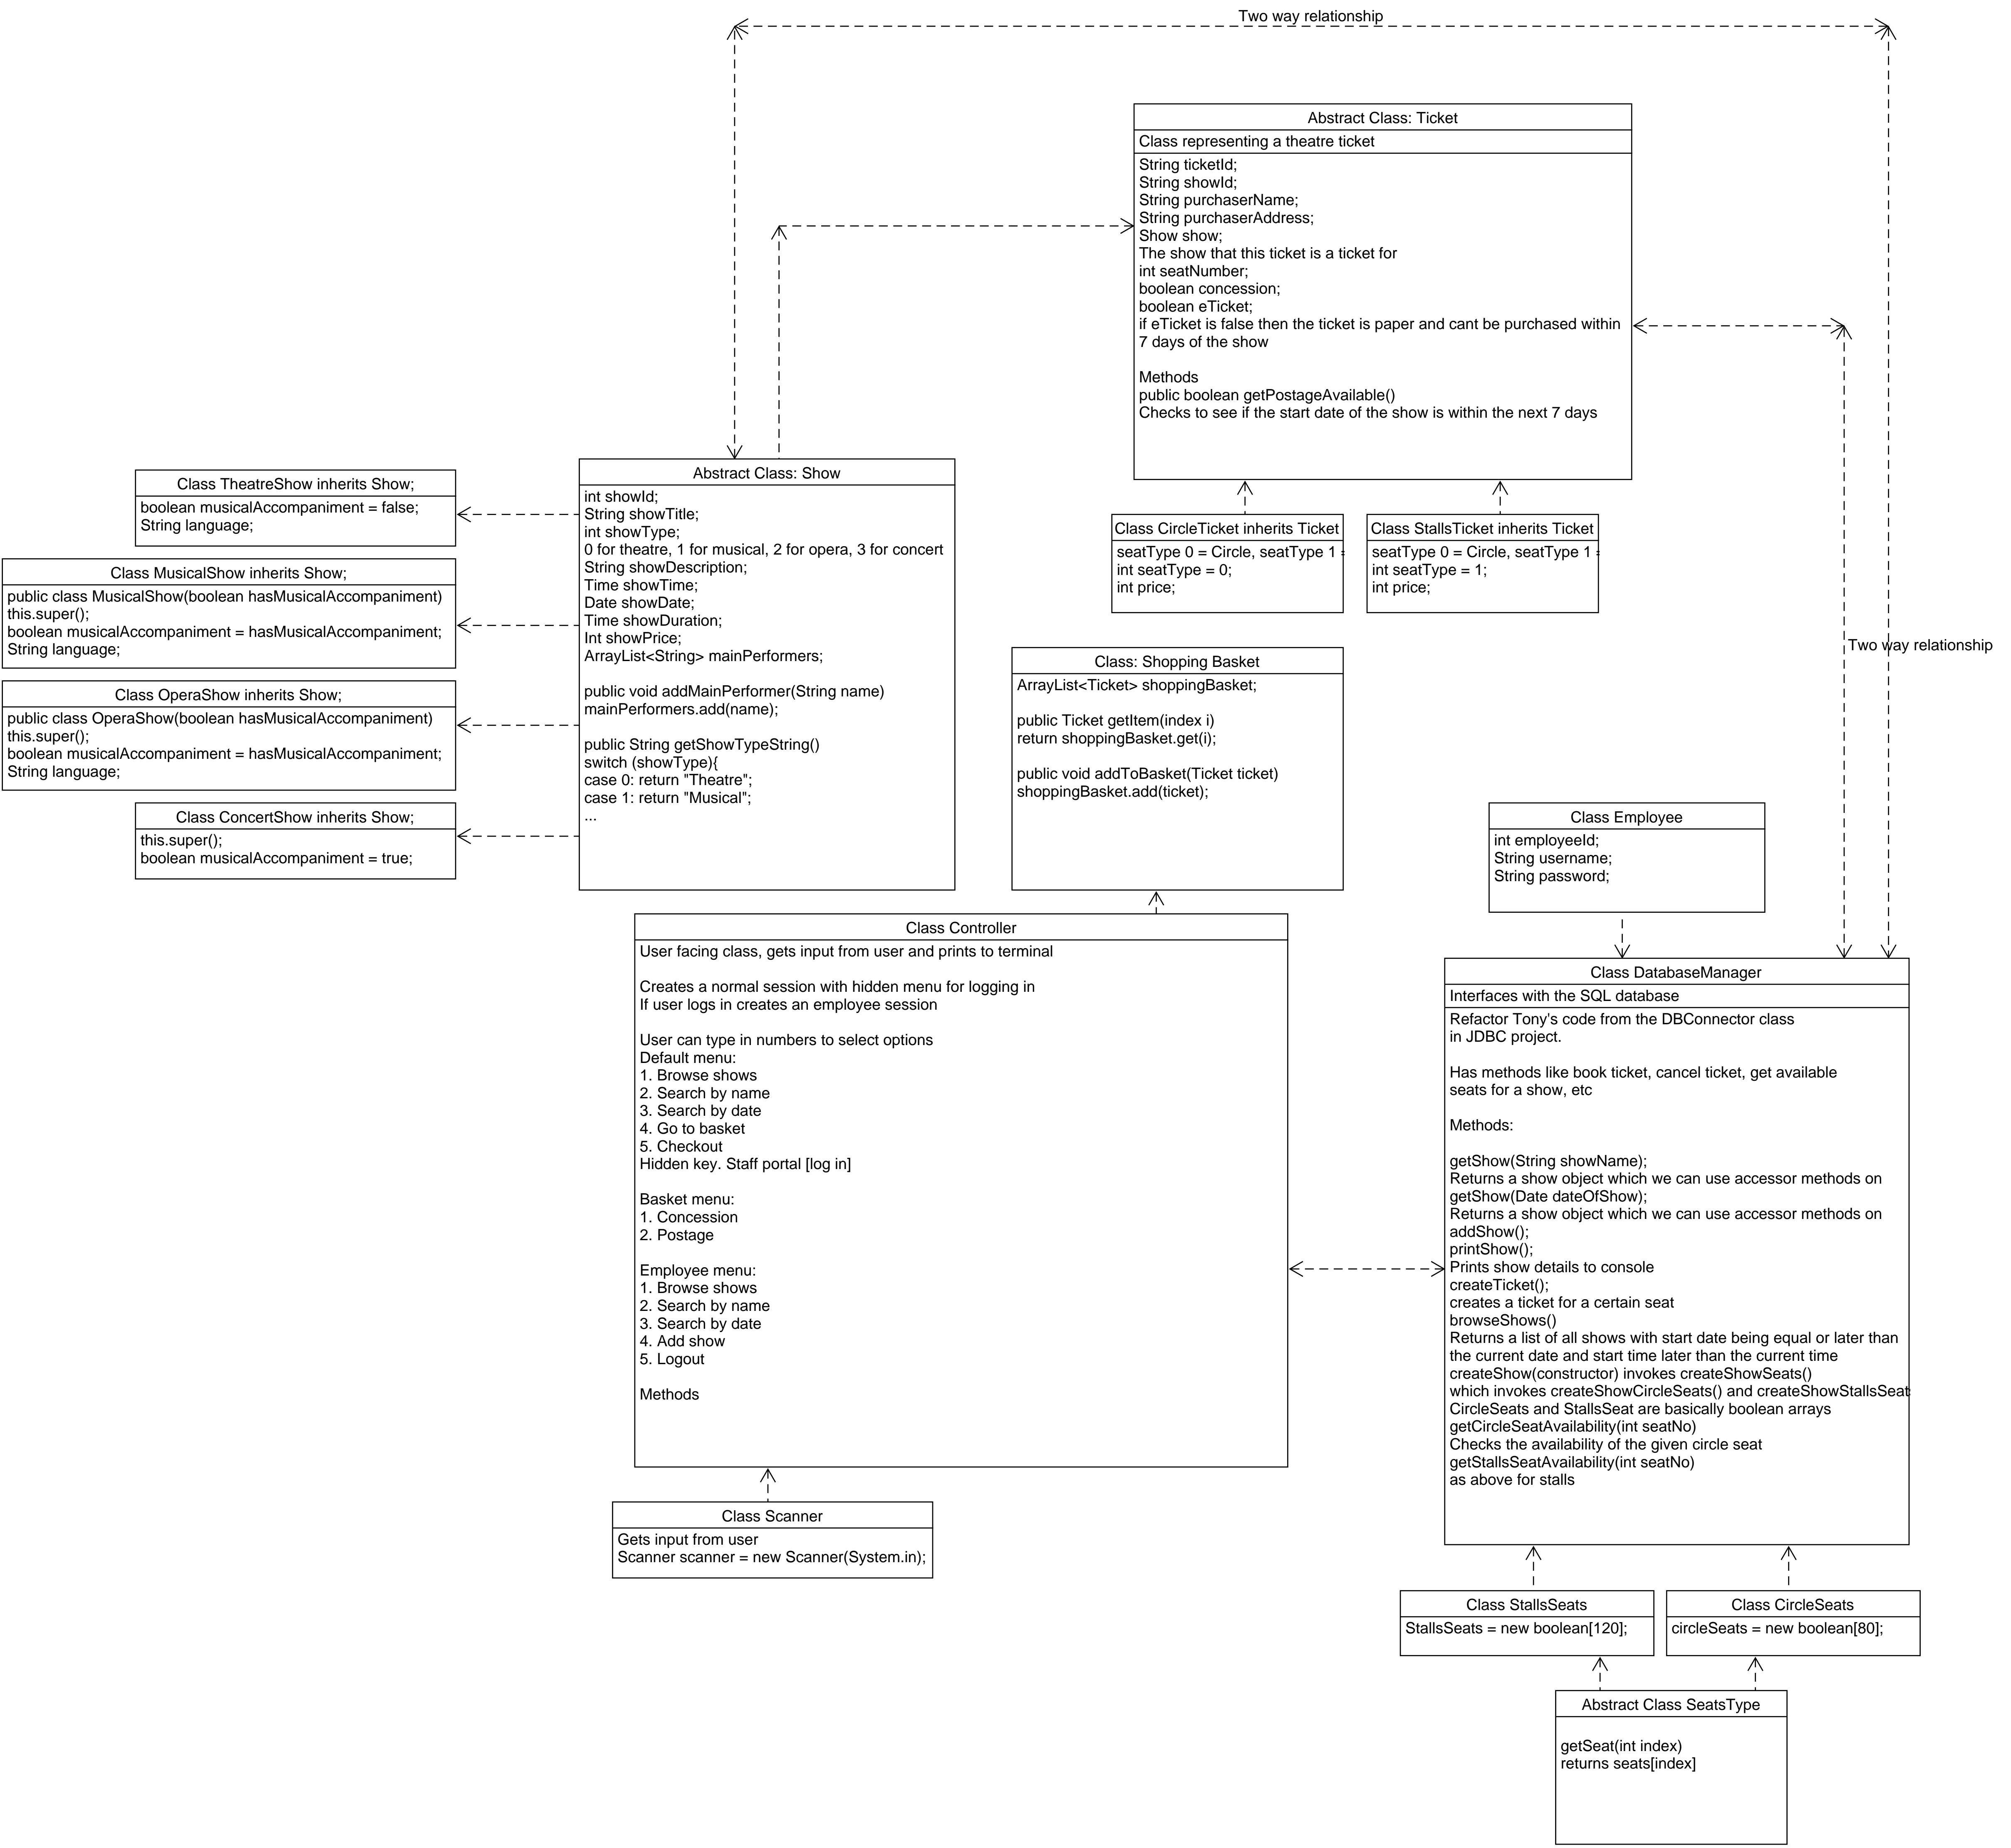 Two way relationship
Abstract Class: Ticket
Class representing a theatre ticket
String ticketId;
String showId;
String purchaserName;
String purchaserAddress;
Show show;
The show that this ticket is a ticket for
int seatNumber;
boolean concession;
boolean eTicket;
if eTicket is false then the ticket is paper and cant be purchased within
7 days of the show
Methods
public boolean getPostageAvailable()
Checks to see if the start date of the show is within the next 7 days
Class TheatreShow inherits Show;
boolean musicalAccompaniment = false;
String language;
Class MusicalShow inherits Show;
public class MusicalShow(boolean hasMusicalAccompaniment)
this.super();
boolean musicalAccompaniment = hasMusicalAccompaniment;
String language;
Class OperaShow inherits Show;
public class OperaShow(boolean hasMusicalAccompaniment)
this.super();
boolean musicalAccompaniment = hasMusicalAccompaniment;
String language;
Class ConcertShow inherits Show;
this.super();
boolean musicalAccompaniment = true;
Abstract Class: Show
int showId;
String showTitle;
int showType;
0 for theatre, 1 for musical, 2 for opera, 3 for concert
String showDescription;
Time showTime;
Date showDate;
Time showDuration;
Int showPrice;
ArrayList<String> mainPerformers;
public void addMainPerformer(String name)
mainPerformers.add(name);
public String getShowTypeString()
switch (showType){
case 0: return "Theatre";
case 1: return "Musical";
...
Class CircleTicket inherits Ticket
seatType 0 = Circle, seatType 1 =
int seatType = 0;
int price;
Class StallsTicket inherits Ticket
seatType 0 = Circle, seatType 1 =
int seatType = 1;
int price;
Two way relationship
Class: Shopping Basket
ArrayList<Ticket> shoppingBasket;
public Ticket getItem(index i)
return shoppingBasket.get(i);
public void addToBasket(Ticket ticket)
shoppingBasket.add(ticket);
Class Employee
int employeeId;
String username;
String password;
Class Controller
User facing class, gets input from user and prints to terminal
Creates a normal session with hidden menu for logging in
If user logs in creates an employee session
User can type in numbers to select options
Default menu:
1. Browse shows
2. Search by name
3. Search by date
4. Go to basket
5. Checkout
Hidden key. Staff portal [log in]
Basket menu:
1. Concession
2. Postage
Employee menu:
1. Browse shows
2. Search by name
3. Search by date
4. Add show
5. Logout
Methods
Class DatabaseManager
Interfaces with the SQL database
Refactor Tony's code from the DBConnector class
in JDBC project.
Has methods like book ticket, cancel ticket, get available
seats for a show, etc
Methods:
getShow(String showName);
Returns a show object which we can use accessor methods on
getShow(Date dateOfShow);
Returns a show object which we can use accessor methods on
addShow();
printShow();
Prints show details to console
createTicket();
creates a ticket for a certain seat
browseShows()
Returns a list of all shows with start date being equal or later than
the current date and start time later than the current time
createShow(constructor) invokes createShowSeats()
which invokes createShowCircleSeats() and createShowStallsSeat
CircleSeats and StallsSeat are basically boolean arrays
getCircleSeatAvailability(int seatNo)
Checks the availability of the given circle seat
getStallsSeatAvailability(int seatNo)
as above for stalls
Class Scanner
Gets input from user
Scanner scanner = new Scanner(System.in);
Class StallsSeats
StallsSeats = new boolean[120];
Class CircleSeats
circleSeats = new boolean[80];
Abstract Class SeatsType
getSeat(int index)
returns seats[index]